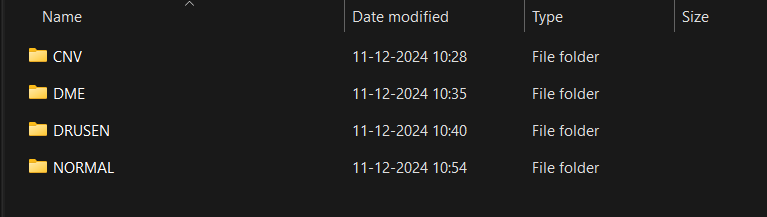 Name Date modified Type Size
CNV 11-12-2024 10:28 File folder
DME 11-12-2024 10:35 File folder
DRUSEN 11-12-2024 10:40 File folder
NORMAL 11-12-2024 10:54 File folder